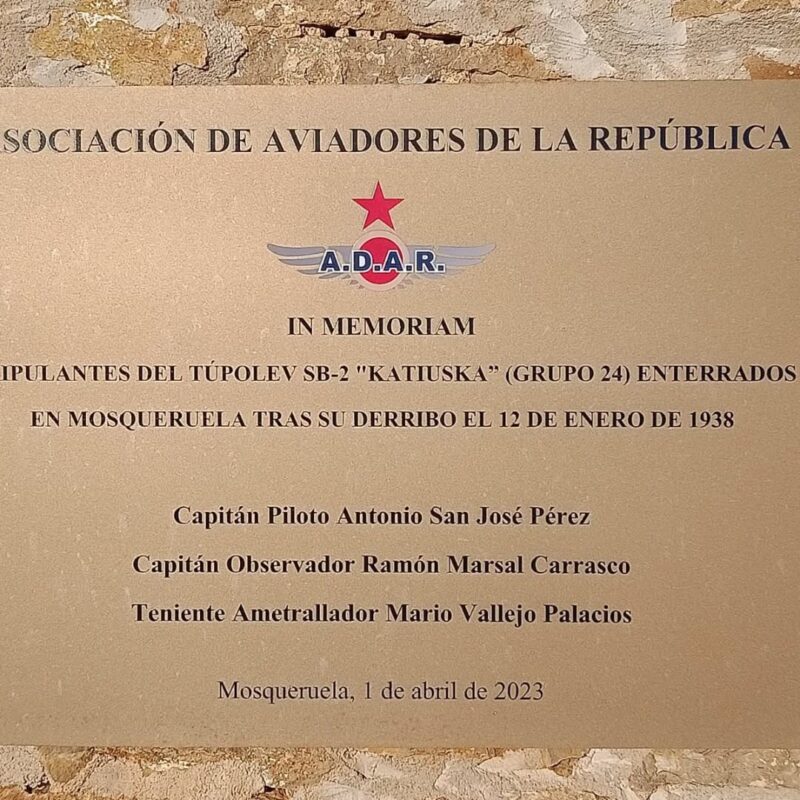 SOCIACIÓN DE AVIADORES DE LA REPÚBLICA
A.D.A.R.
IN MEMORIAM
IPULANTES DEL TÚPOLEV SB-2 "KATIUSKA” (GRUPO 24) ENTERRADOS
EN MOSQUERUELA TRAS SU DERRIBO EL 12 DE ENERO DE 1938
Capitán Piloto Antonio San José Pérez
Capitán Observador Ramón Marsal Carrasco
Teniente Ametrallador Mario Vallejo Palacios
Mosqueruela, 1 de abril de 2023